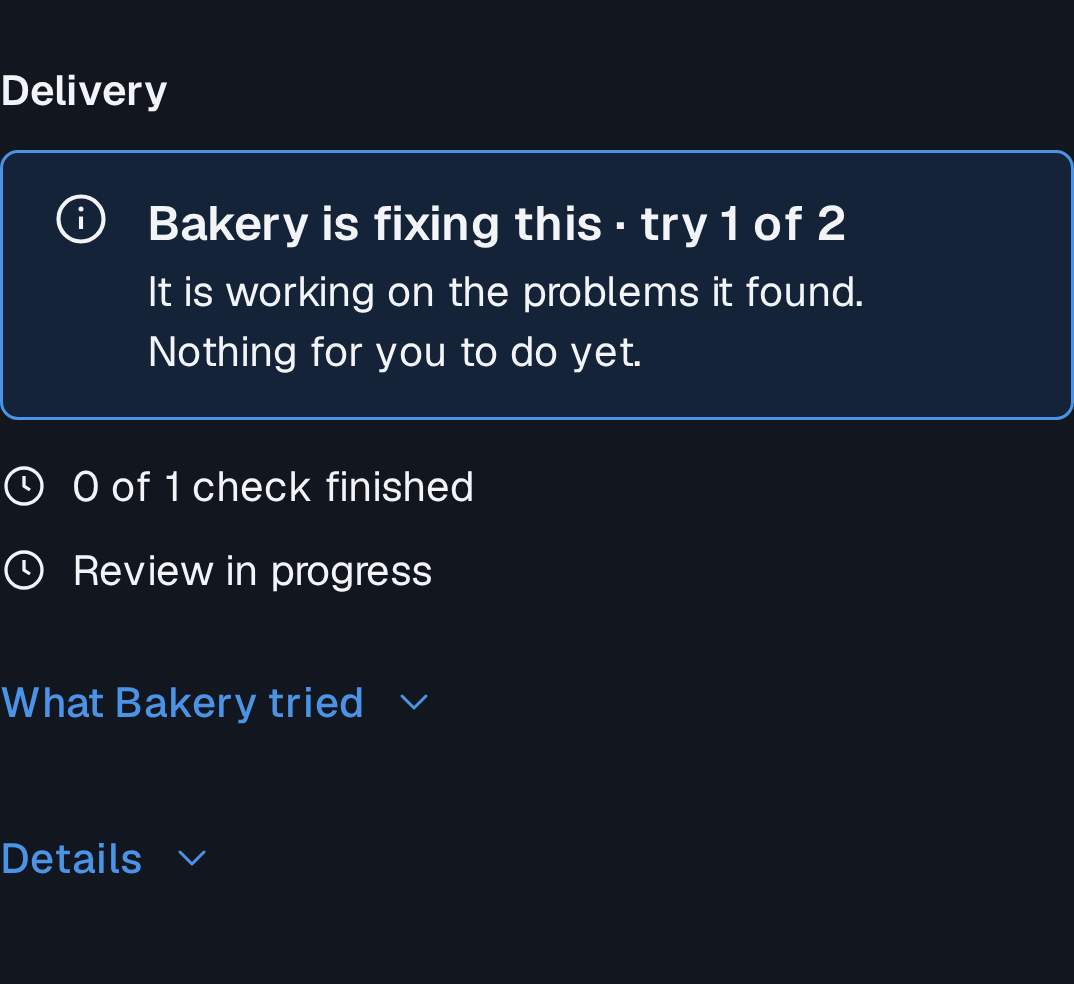 Delivery
Bakery is fixing this · try 1 of 2
It is working on the problems it found.
Nothing for you to do yet.
0 of 1 check finished
Review in progress
What Bakery tried
Details